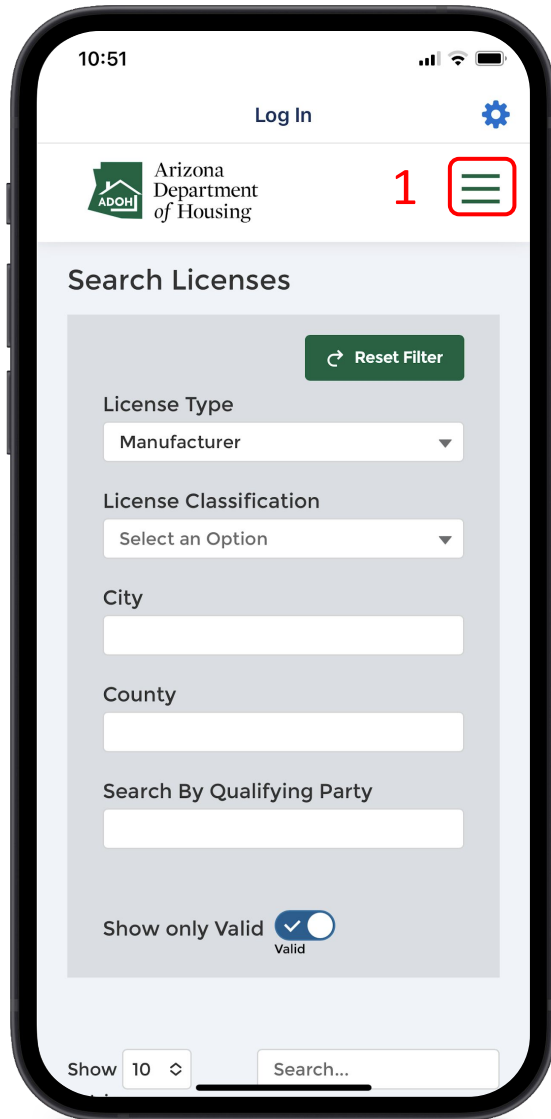 10:51
Log In
Arizona
Department
of Housing
ADOH
1
Search Licenses
Reset Filter
License Type
Manufacturer
License Classification
Select an Option
City
County
Search By Qualifying Party
Show only Valid
Valid
Show 10 Search...